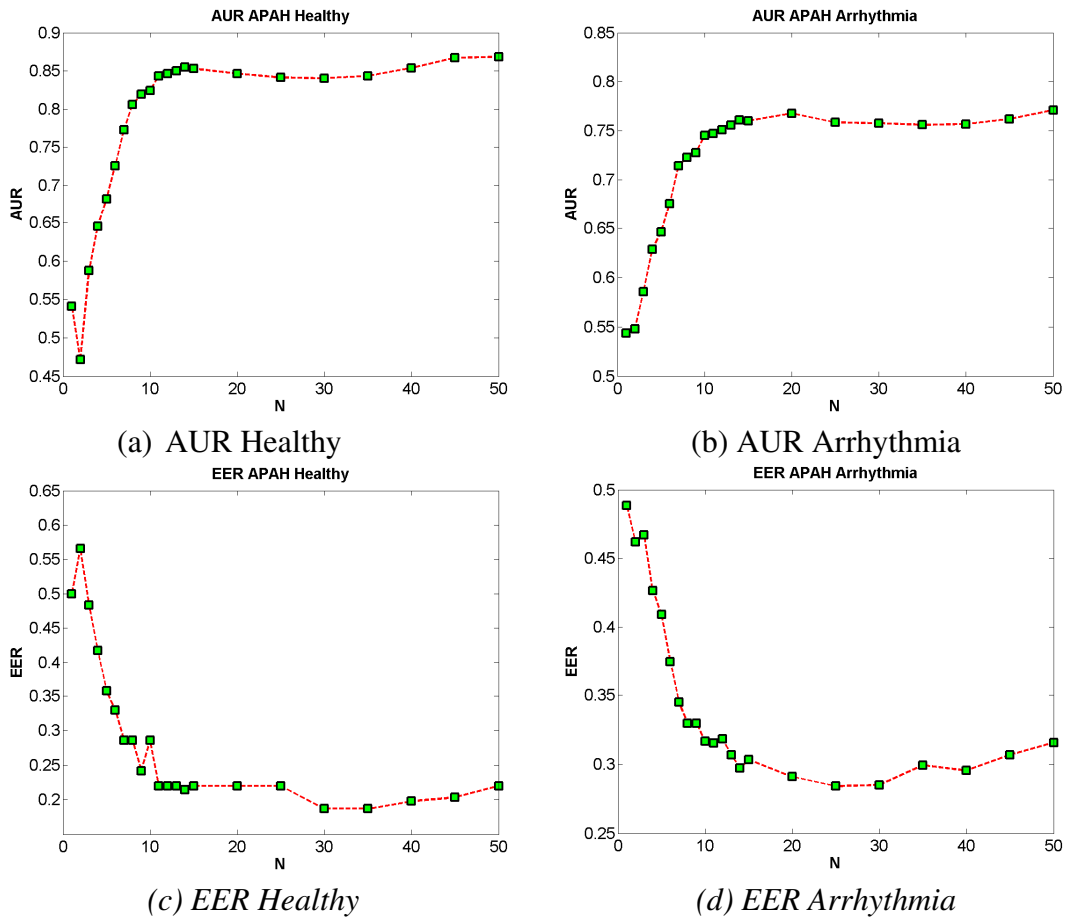 AUR APAH Healthy
0.9
0.85
0.8
0.75
0.7
0.65
0.6
0.55
0.5
0.45
AUR
0 10 20 30 40 50
N
(a) AUR Healthy
AUR APAH Arrhythmia
0.85
0.8
0.75
0.7
0.65
0.6
0.55
0.5
AUR
0 10 20 30 40 50
N
(b) AUR Arrhythmia
EER APAH Healthy
0.65
0.6
0.55
0.5
0.45
0.4
0.35
0.3
0.25
0.2
EER
0 10 20 30 40 50
N
(c) EER Healthy
EER APAH Arrhythmia
0.5
0.45
0.4
0.35
0.3
0.25
EER
0 10 20 30 40 50
N
(d) EER Arrhythmia